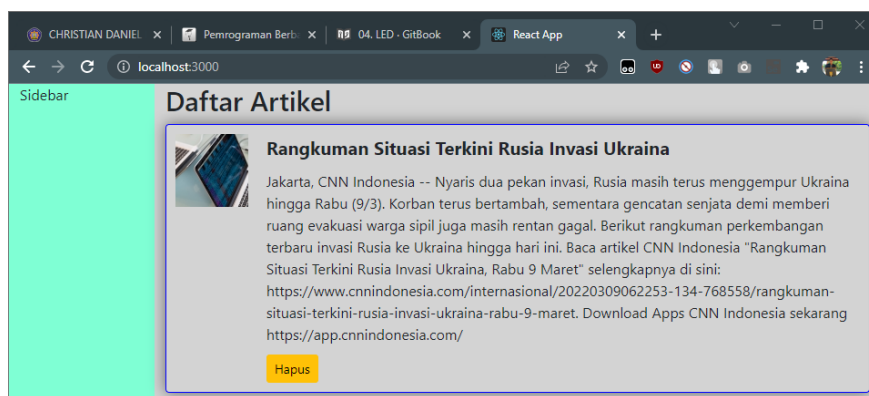 CHRISTIAN DANIEL
Pemrograman Berb
04. LED - GitBook
React App
localhost:3000
Sidebar
Daftar Artikel
Rangkuman Situasi Terkini Rusia Invasi Ukraina
Jakarta, CNN Indonesia -- Nyaris dua pekan invasi, Rusia masih terus menggempur Ukraina
hingga Rabu (9/3). Korban terus bertambah, sementara gencatan senjata demi memberi
ruang evakuasi warga sipil juga masih rentan gagal. Berikut rangkuman perkembangan
terbaru invasi Rusia ke Ukraina hingga hari ini. Baca artikel CNN Indonesia "Rangkuman
Situasi Terkini Rusia Invasi Ukraina, Rabu 9 Maret" selengkapnya di sini:
https://www.cnnindonesia.com/internasional/20220309062253-134-768558/rangkuman-
situasi-terkini-rusia-invasi-ukraina-rabu-9-maret. Download Apps CNN Indonesia sekarang
https://app.cnnindonesia.com/
Hapus